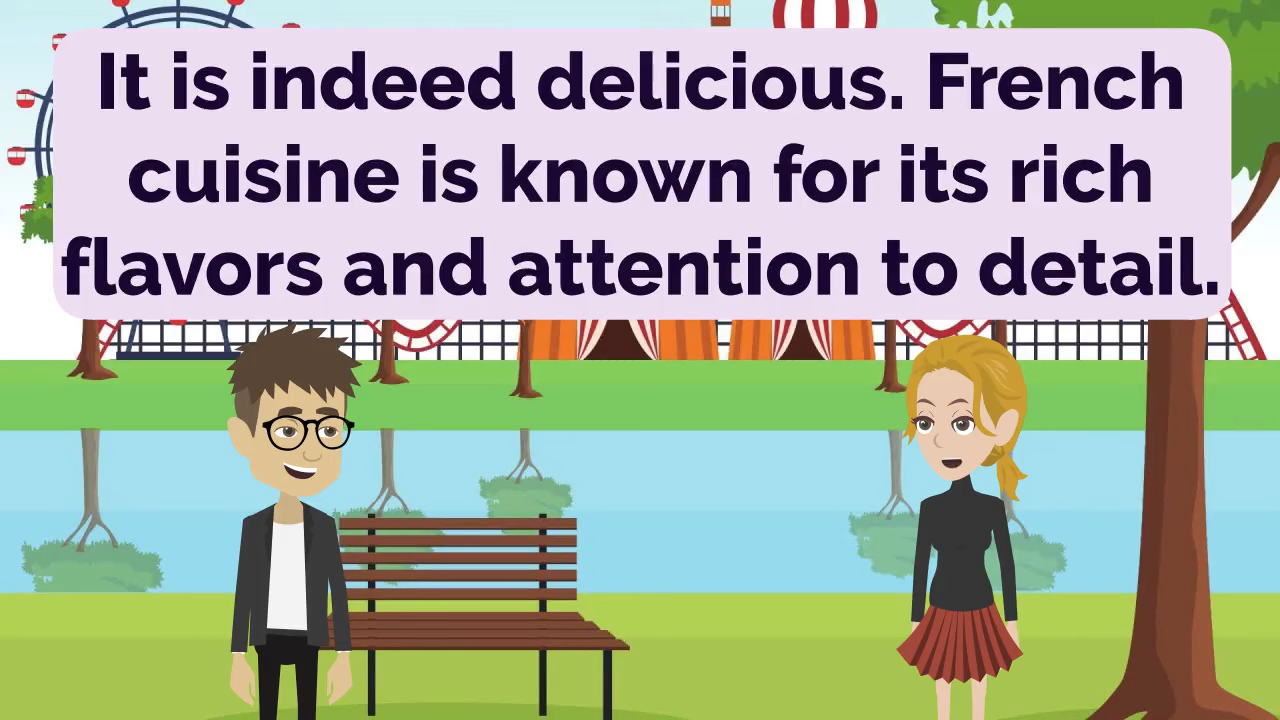 It is indeed delicious. French
cuisine is known for its rich
flavors and attention to detail.